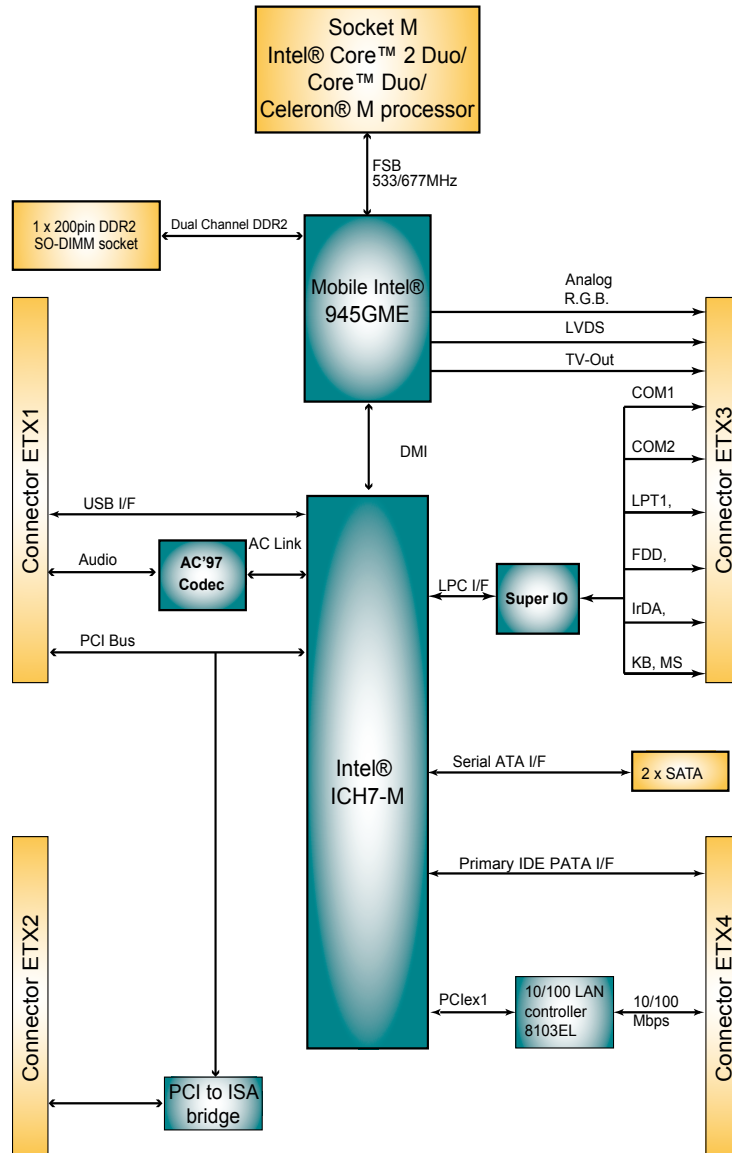 Socket M
Intel® Core™ 2 Duo/
Core™ Duo/
Celeron® M processor
FSB
533/677MHz
1 x 200pin DDR2
SO-DIMM socket
Dual Channel DDR2
Mobile Intel®
945GME
Analog
R.G.B.
LVDS
TV-Out
Connector ETX1
Connector ETX3
COM1
COM2
LPT1,
FDD,
IrDA,
KB, MS
DMI
USB I/F
Audio
AC'97
Codec
AC Link
PCI Bus
LPC I/F
Super IO
Intel®
ICH7-M
Serial ATA I/F
2 x SATA
Primary IDE PATA I/F
Connector ETX2
Connector ETX4
PCIex1
10/100 LAN
controller
8103EL
10/100
Mbps
PCI to ISA
bridge